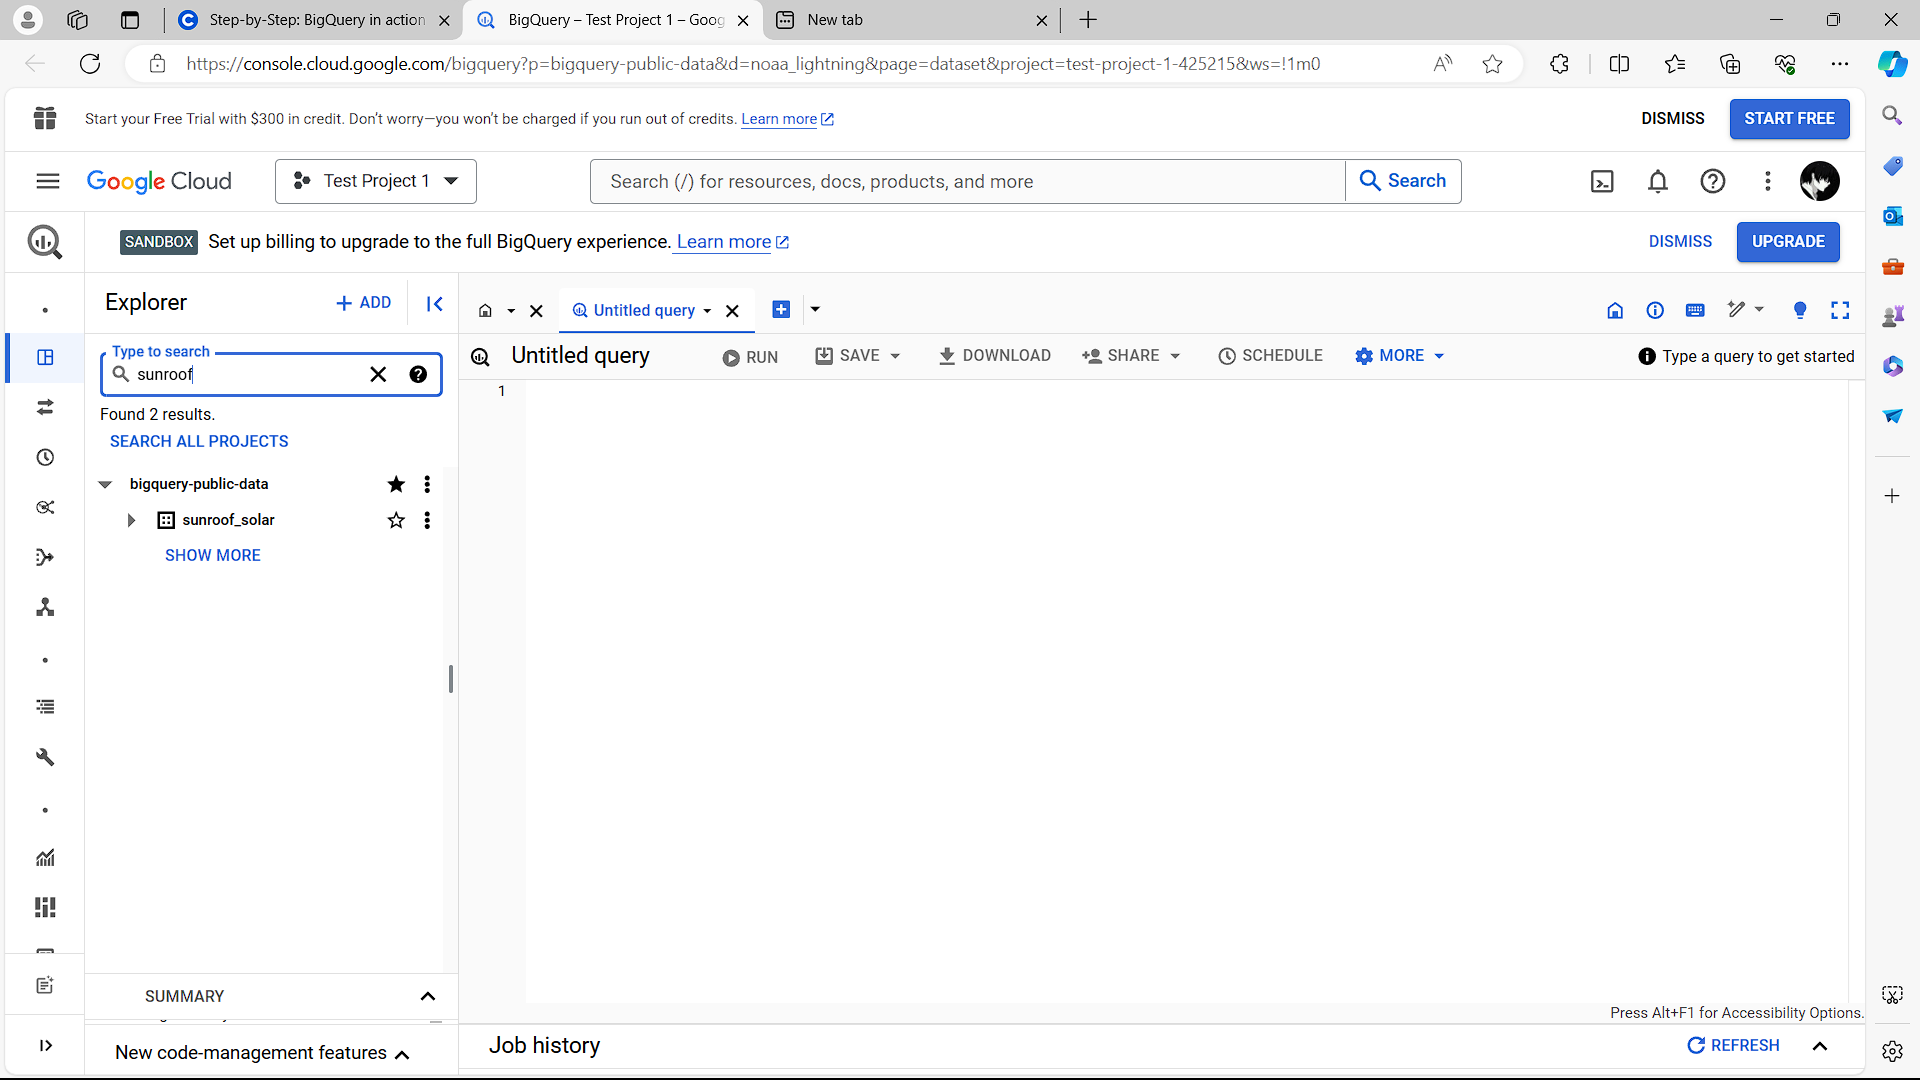 Step-by-Step: BigQuery in action
BigQuery – Test Project 1 – Goog
New tab
https://console.cloud.google.com/bigquery?p=bigquery-public-data&d=noaa_lightning&page=dataset&project=test-project-1-425215&ws=!1m0
Start your Free Trial with $300 in credit. Don't worry—you won't be charged if you run out of credits. Learn more
DISMISS
START FREE
Google Cloud
Test Project 1
Search (/) for resources, docs, products, and more
Search
SANDBOX Set up billing to upgrade to the full BigQuery experience. Learn more
DISMISS
UPGRADE
Explorer
+ ADD
Untitled query
Type to search
sunroof
Untitled query
RUN
SAVE
DOWNLOAD
SHARE
SCHEDULE
MORE
Type a query to get started
1
Found 2 results.
SEARCH ALL PROJECTS
bigquery-public-data
sunroof_solar
SHOW MORE
SUMMARY
Press Alt+F1 for Accessibility Options.
New code-management features
Job history
REFRESH